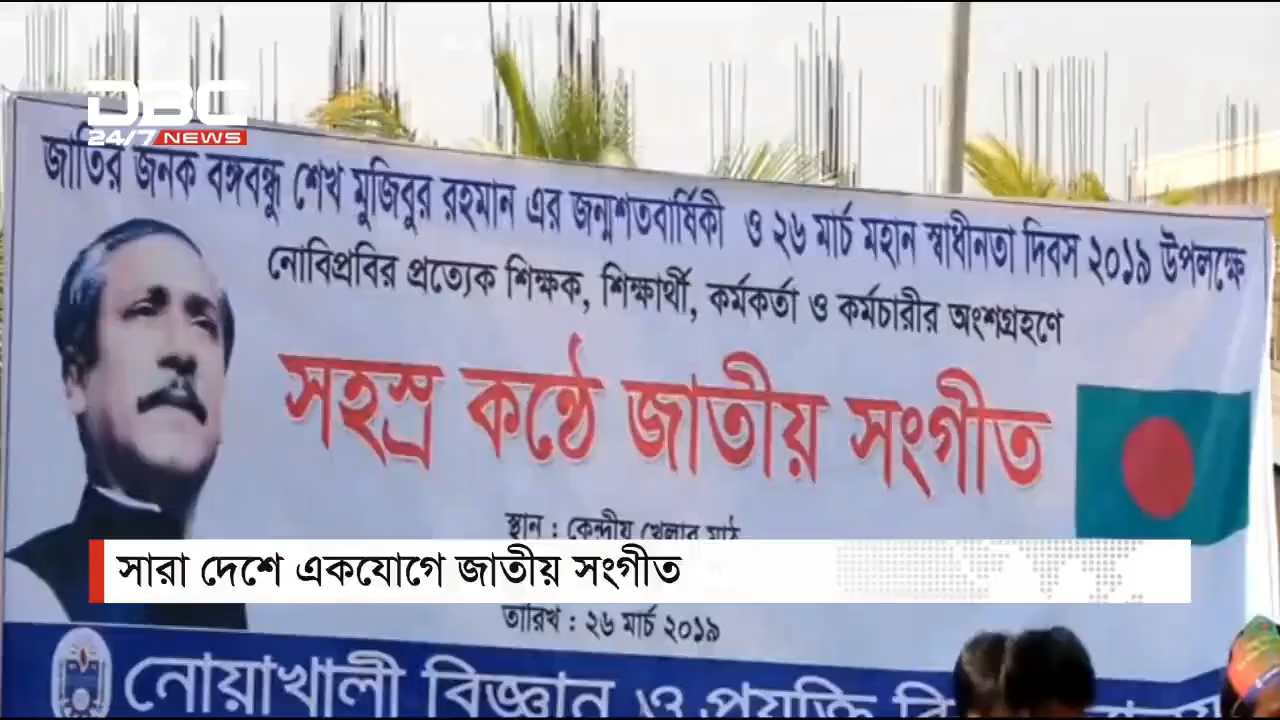 DBC
24/7 NEWS
জাতির জনক বঙ্গবন্ধু শেখ মুজিবুর রহমান এর জন্মশতবার্ষিকী ও ২৬ মার্চ মহান স্বাধীনতা দিবস ২০১৯ উপলক্ষে
নোবিপ্রবির প্রত্যেক শিক্ষক, শিক্ষার্থী, কর্মকর্তা ও কর্মচারীর অংশগ্রহণে
সহস্র কন্ঠে জাতীয় সংগীত
স্থান : কেন্দ্রীয় খেলার মাঠ
সারা দেশে একযোগে জাতীয় সংগীত
তারিখ : ২৬ মার্চ ২০১৯
নোয়াখালী বিজ্ঞান ও প্রযুক্তি